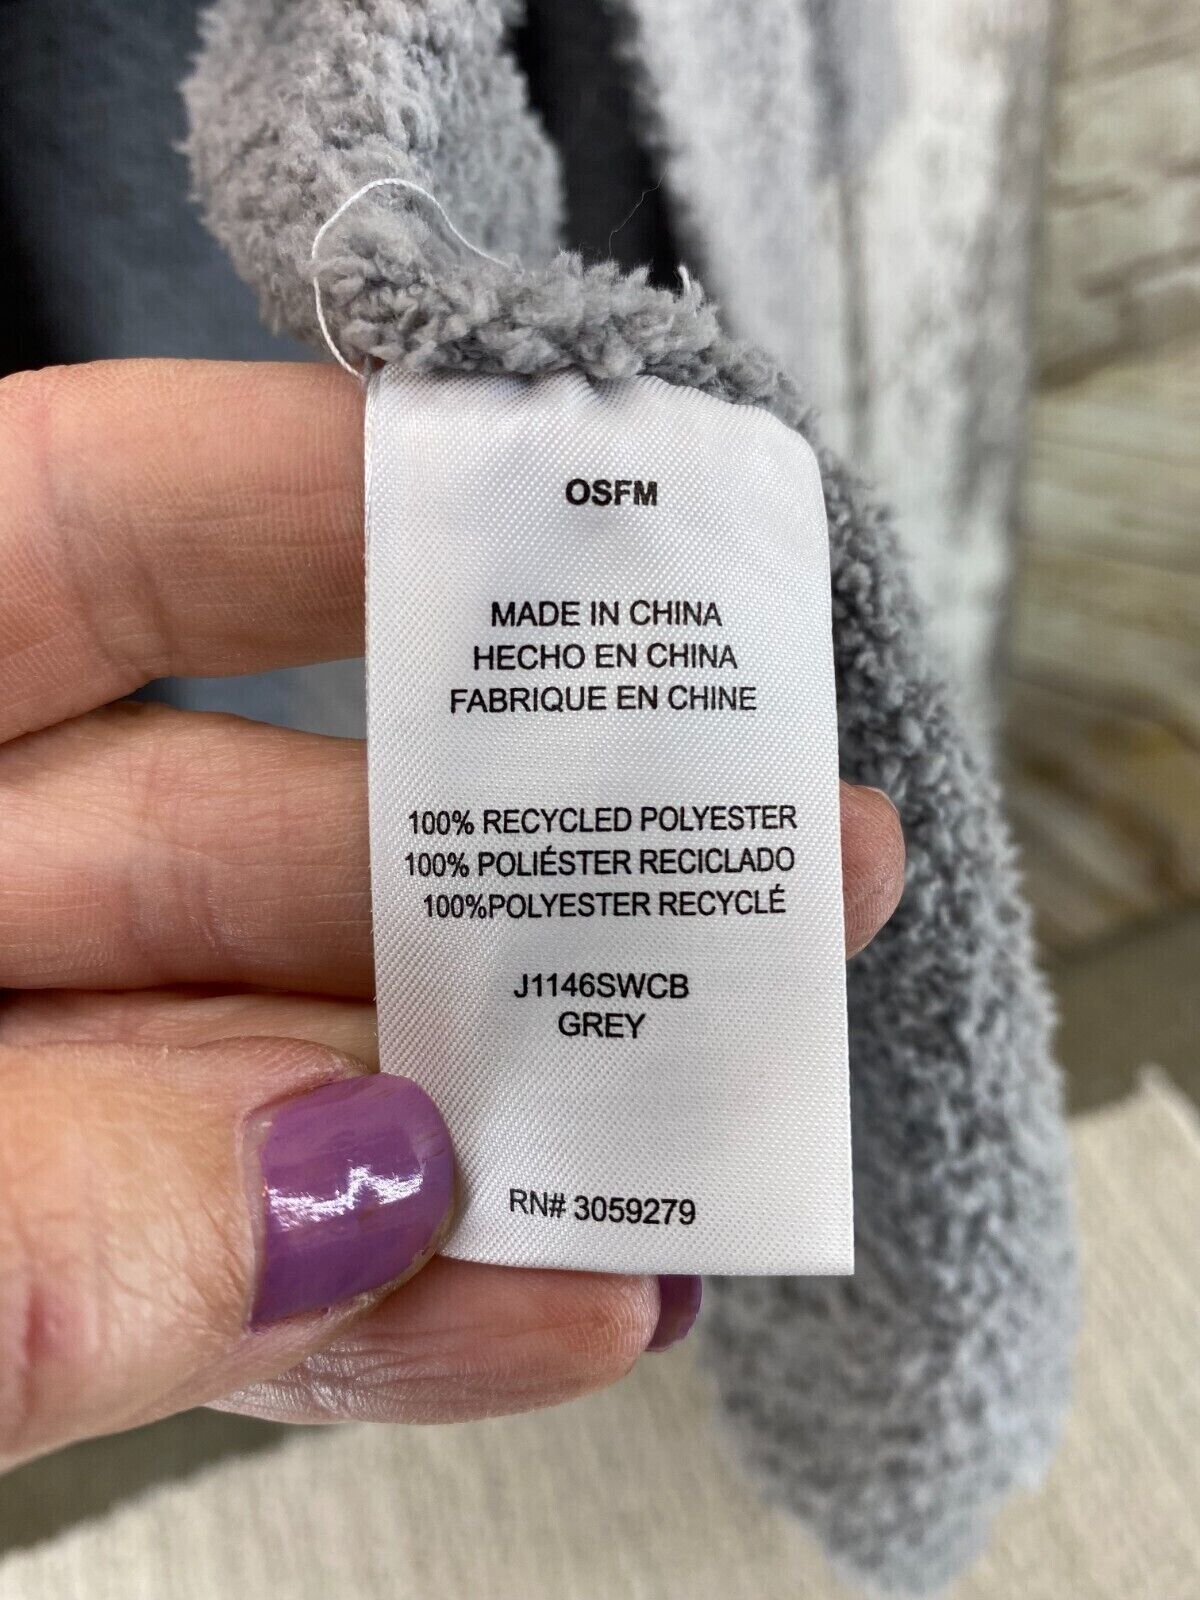 OSFM
MADE IN CHINA
HECHO EN CHINA
FABRIQUE EN CHINE
100% RECYCLED POLYESTER
100% POLIÉSTER RECICLADO
100%POLYESTER RECYCLÉ
J1146SWCB
GREY
RN# 3059279